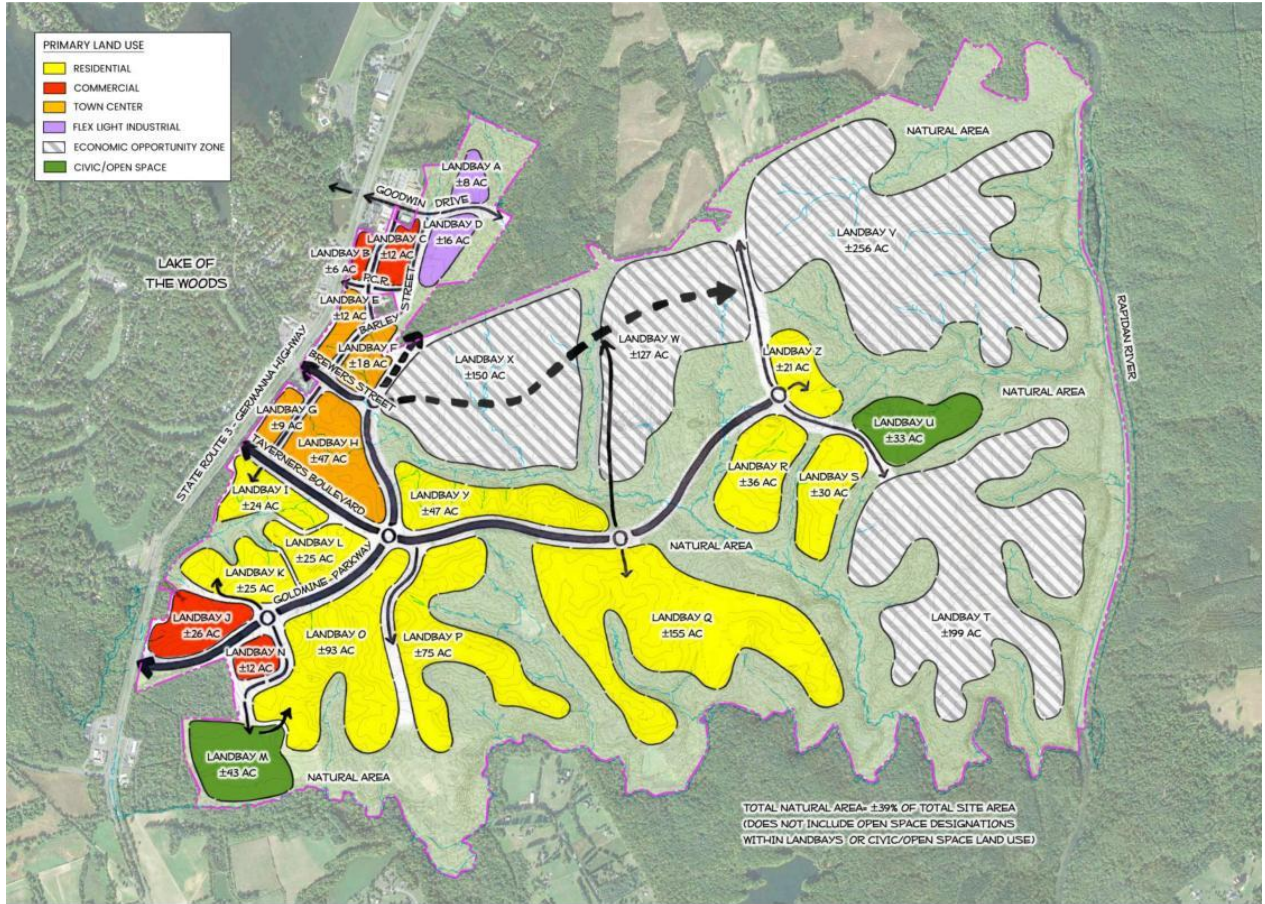 PRIMARY LAND USE
RESIDENTIAL
COMMERCIAL
TOWN CENTER
FLEX LIGHT INDUSTRIAL
ECONOMIC OPPORTUNITY ZONE
CIVIC/OPEN SPACE
NATURAL AREA
LANDBAY A
±8 AC
GOODWIN DRIVE
LANDBAY D
±16 AC
LANDBAY C
±12 AC
LANDBAY B
±6 AC
P.C.R.
LAKE OF
THE WOODS
LANDBAY E
±12 AC
BARLEY STREET
LANDBAY F
±18 AC
BREWERS STREET
STATE ROUTE 3 - GERMANNA HIGHWAY
LANDBAY V
±256 AC
LANDBAY W
±127 AC
LANDBAY X
±150 AC
LANDBAY Z
±21 AC
RAPIDAN RIVER
NATURAL AREA
LANDBAY U
±33 AC
LANDBAY G
±9 AC
LANDBAY H
±47 AC
TAVERNERS BOULEVARD
LANDBAY I
±24 AC
LANDBAY Y
±47 AC
LANDBAY R
±36 AC
LANDBAY S
±30 AC
NATURAL AREA
LANDBAY L
±25 AC
LANDBAY K
±25 AC
GOLDMINE - PARKWAY
LANDBAY J
±26 AC
LANDBAY N
±12 AC
LANDBAY O
±93 AC
LANDBAY P
±75 AC
LANDBAY Q
±155 AC
LANDBAY T
±199 AC
LANDBAY M
±43 AC
NATURAL AREA
TOTAL NATURAL AREA= ±39% OF TOTAL SITE AREA
(DOES NOT INCLUDE OPEN SPACE DESIGNATIONS
WITHIN LANDBAYS OR CIVIC/OPEN SPACE LAND USE)